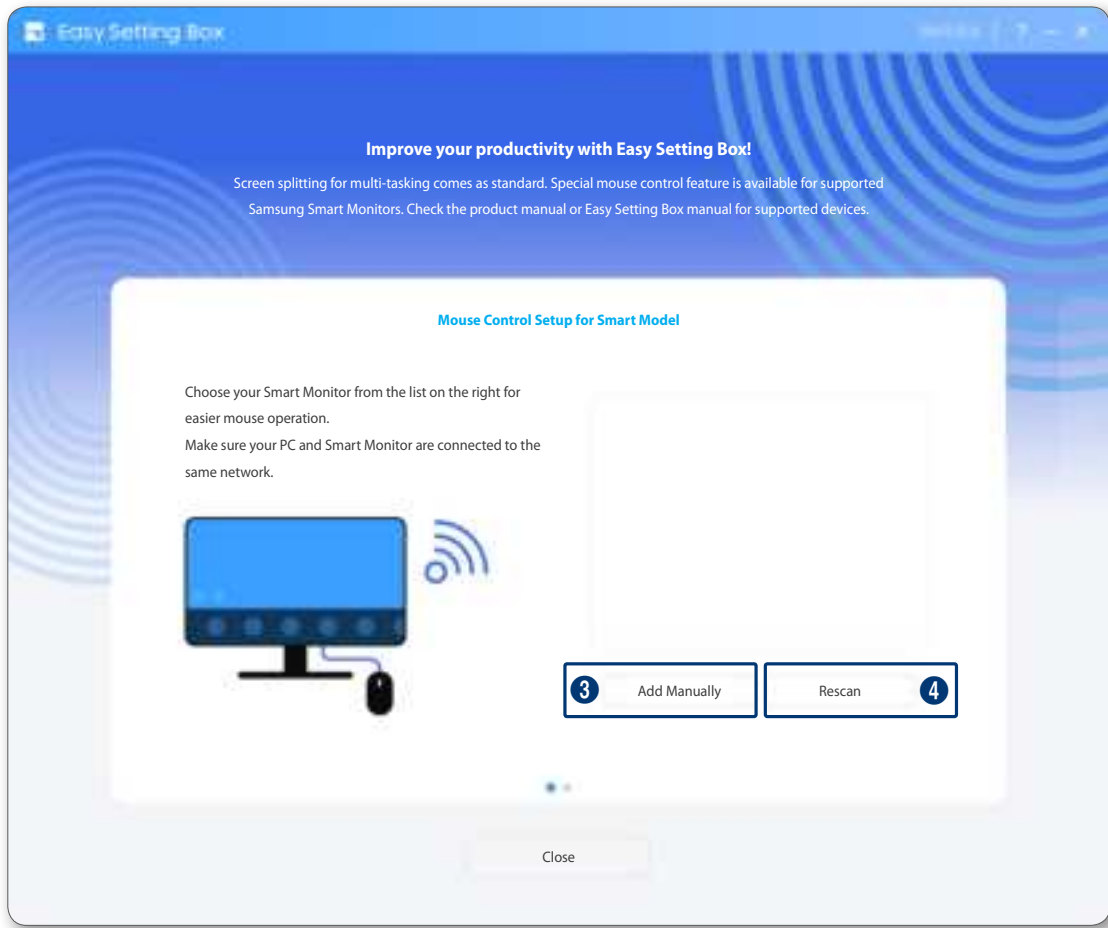 Easy Setting Box
?
Improve your productivity with Easy Setting Box!
Screen splitting for multi-tasking comes as standard. Special mouse control feature is available for supported
Samsung Smart Monitors. Check the product manual or Easy Setting Box manual for supported devices.
Mouse Control Setup for Smart Model
Choose your Smart Monitor from the list on the right for
easier mouse operation.
Make sure your PC and Smart Monitor are connected to the
same network.
3 Add Manually Rescan 4
Close